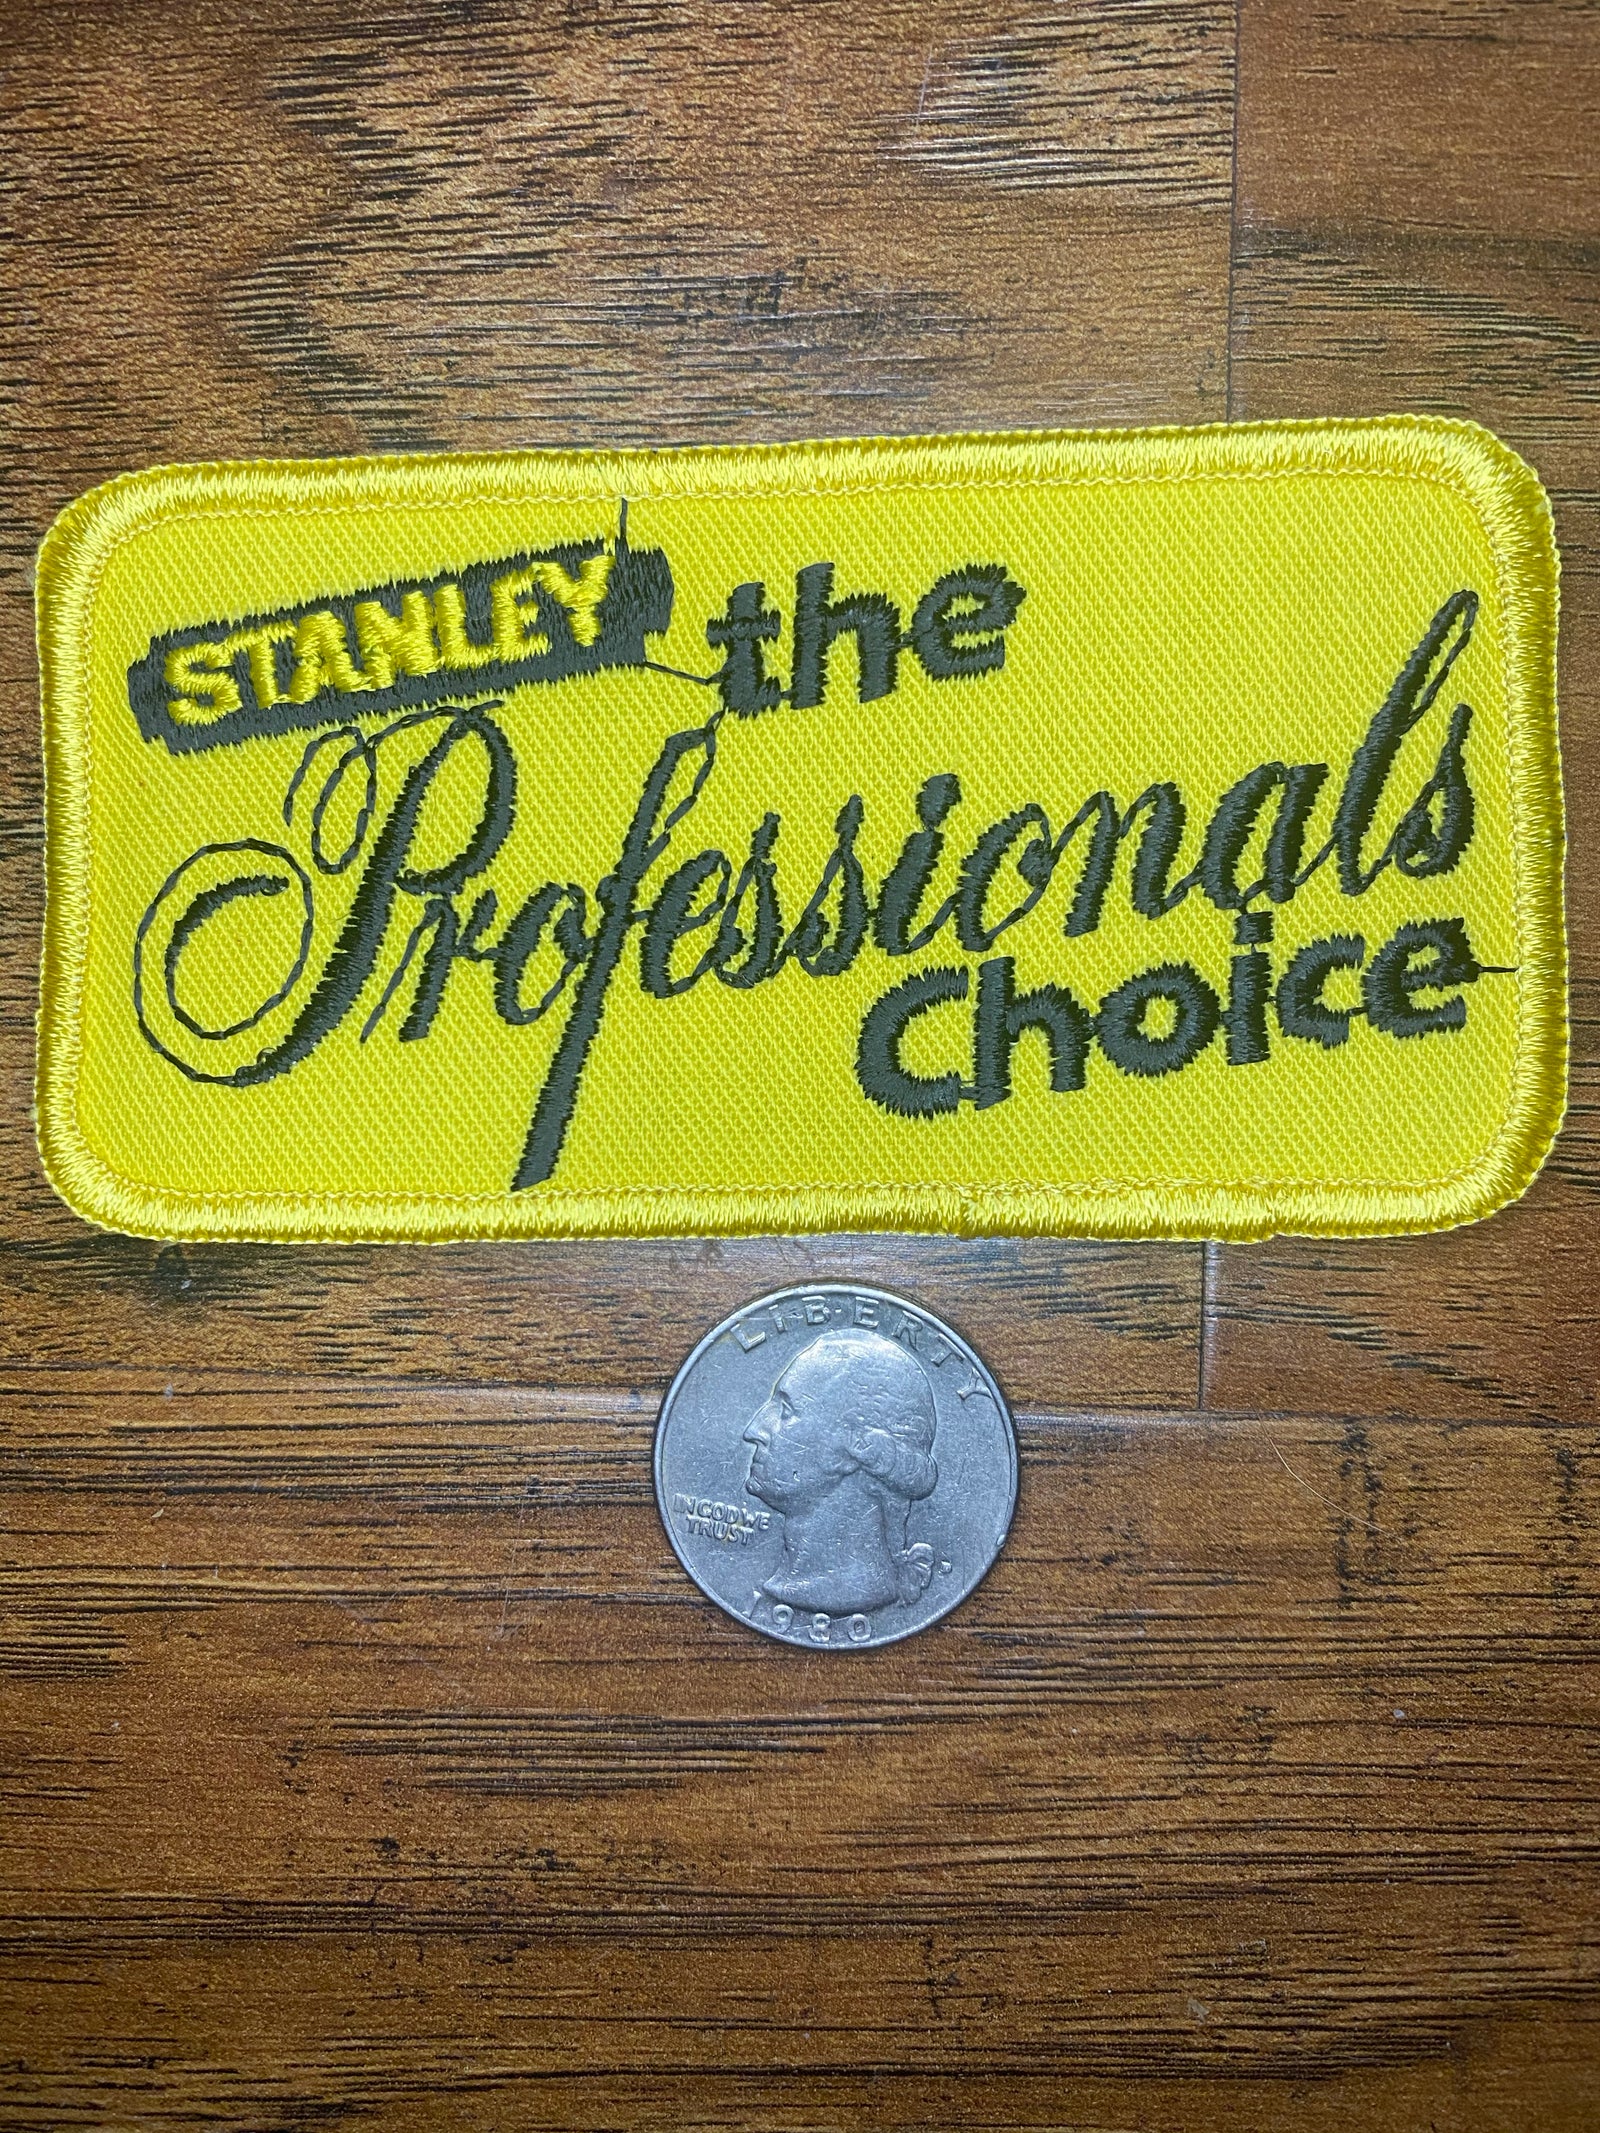 STANLEY the
Professionals
Choice
LIBERTY
IN GOD WE
TRUST
D
1980